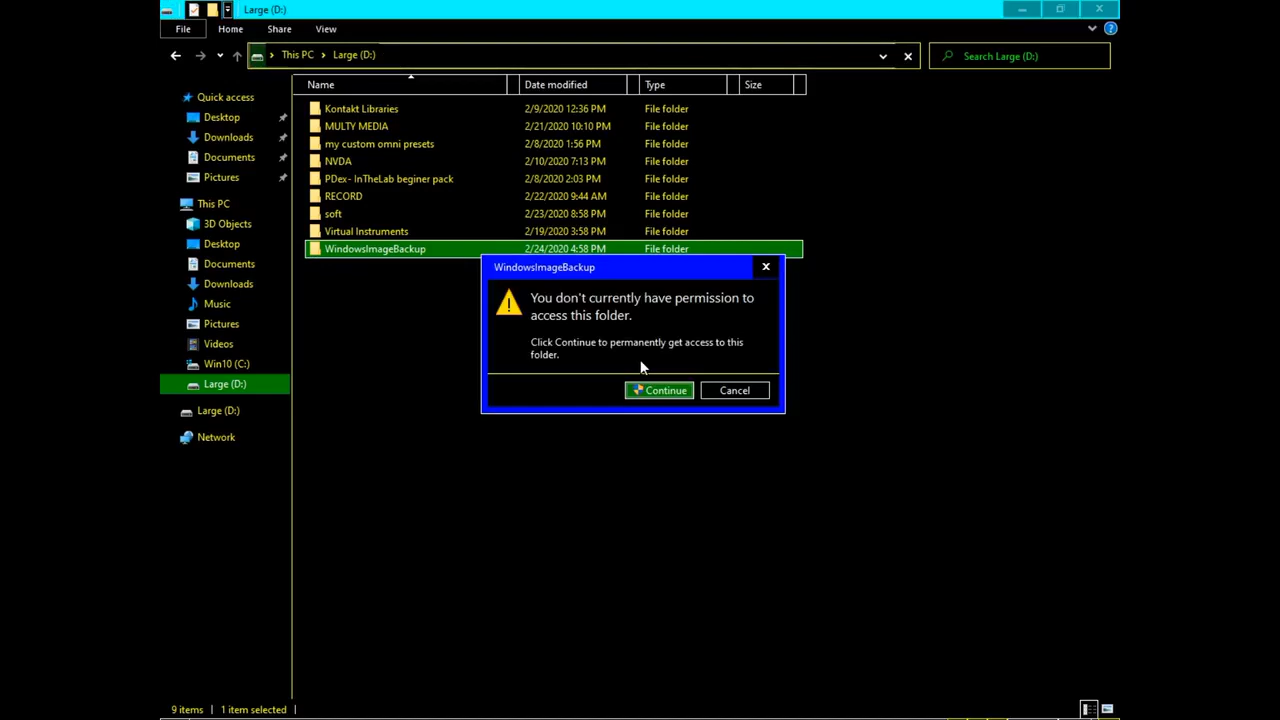 Large (D:)
File Home Share View
This PC Large (D:)
Search Large (D:)
Name Date modified Type Size
Quick access
Desktop
Downloads
Documents
Pictures
This PC
3D Objects
Desktop
Documents
Downloads
Music
Pictures
Videos
Win10 (C:)
Large (D:)
Large (D:)
Network
Kontakt Libraries 2/9/2020 12:36 PM File folder
MULTY MEDIA 2/21/2020 10:10 PM File folder
my custom omni presets 2/8/2020 1:56 PM File folder
NVDA 2/10/2020 7:13 PM File folder
PDex- InTheLab beginer pack 2/8/2020 2:03 PM File folder
RECORD 2/22/2020 9:44 AM File folder
soft 2/23/2020 8:58 PM File folder
Virtual Instruments 2/19/2020 3:58 PM File folder
WindowsImageBackup 2/24/2020 4:58 PM File folder
WindowsImageBackup
You don't currently have permission to
access this folder.
Click Continue to permanently get access to this
folder.
Continue Cancel
9 items 1 item selected